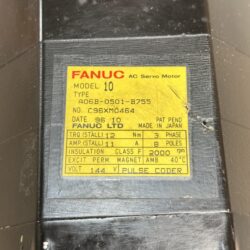 FANUC AC Servo Motor
MODEL 10
TYPE
A06B-0501-B755
NO. C96XM0464
DATE 96 10 PAT PEND
FANUC LTD MADE IN JAPAN
TRQ (STALL) 12 Nm 3 PHASE
AMP (STALL) 11 A 8 POLES
INSULATION CLASS F 2000 rpm
EXCIT PERM MAGNET AMB 40°C
VOLT 144 V PULSE CODER